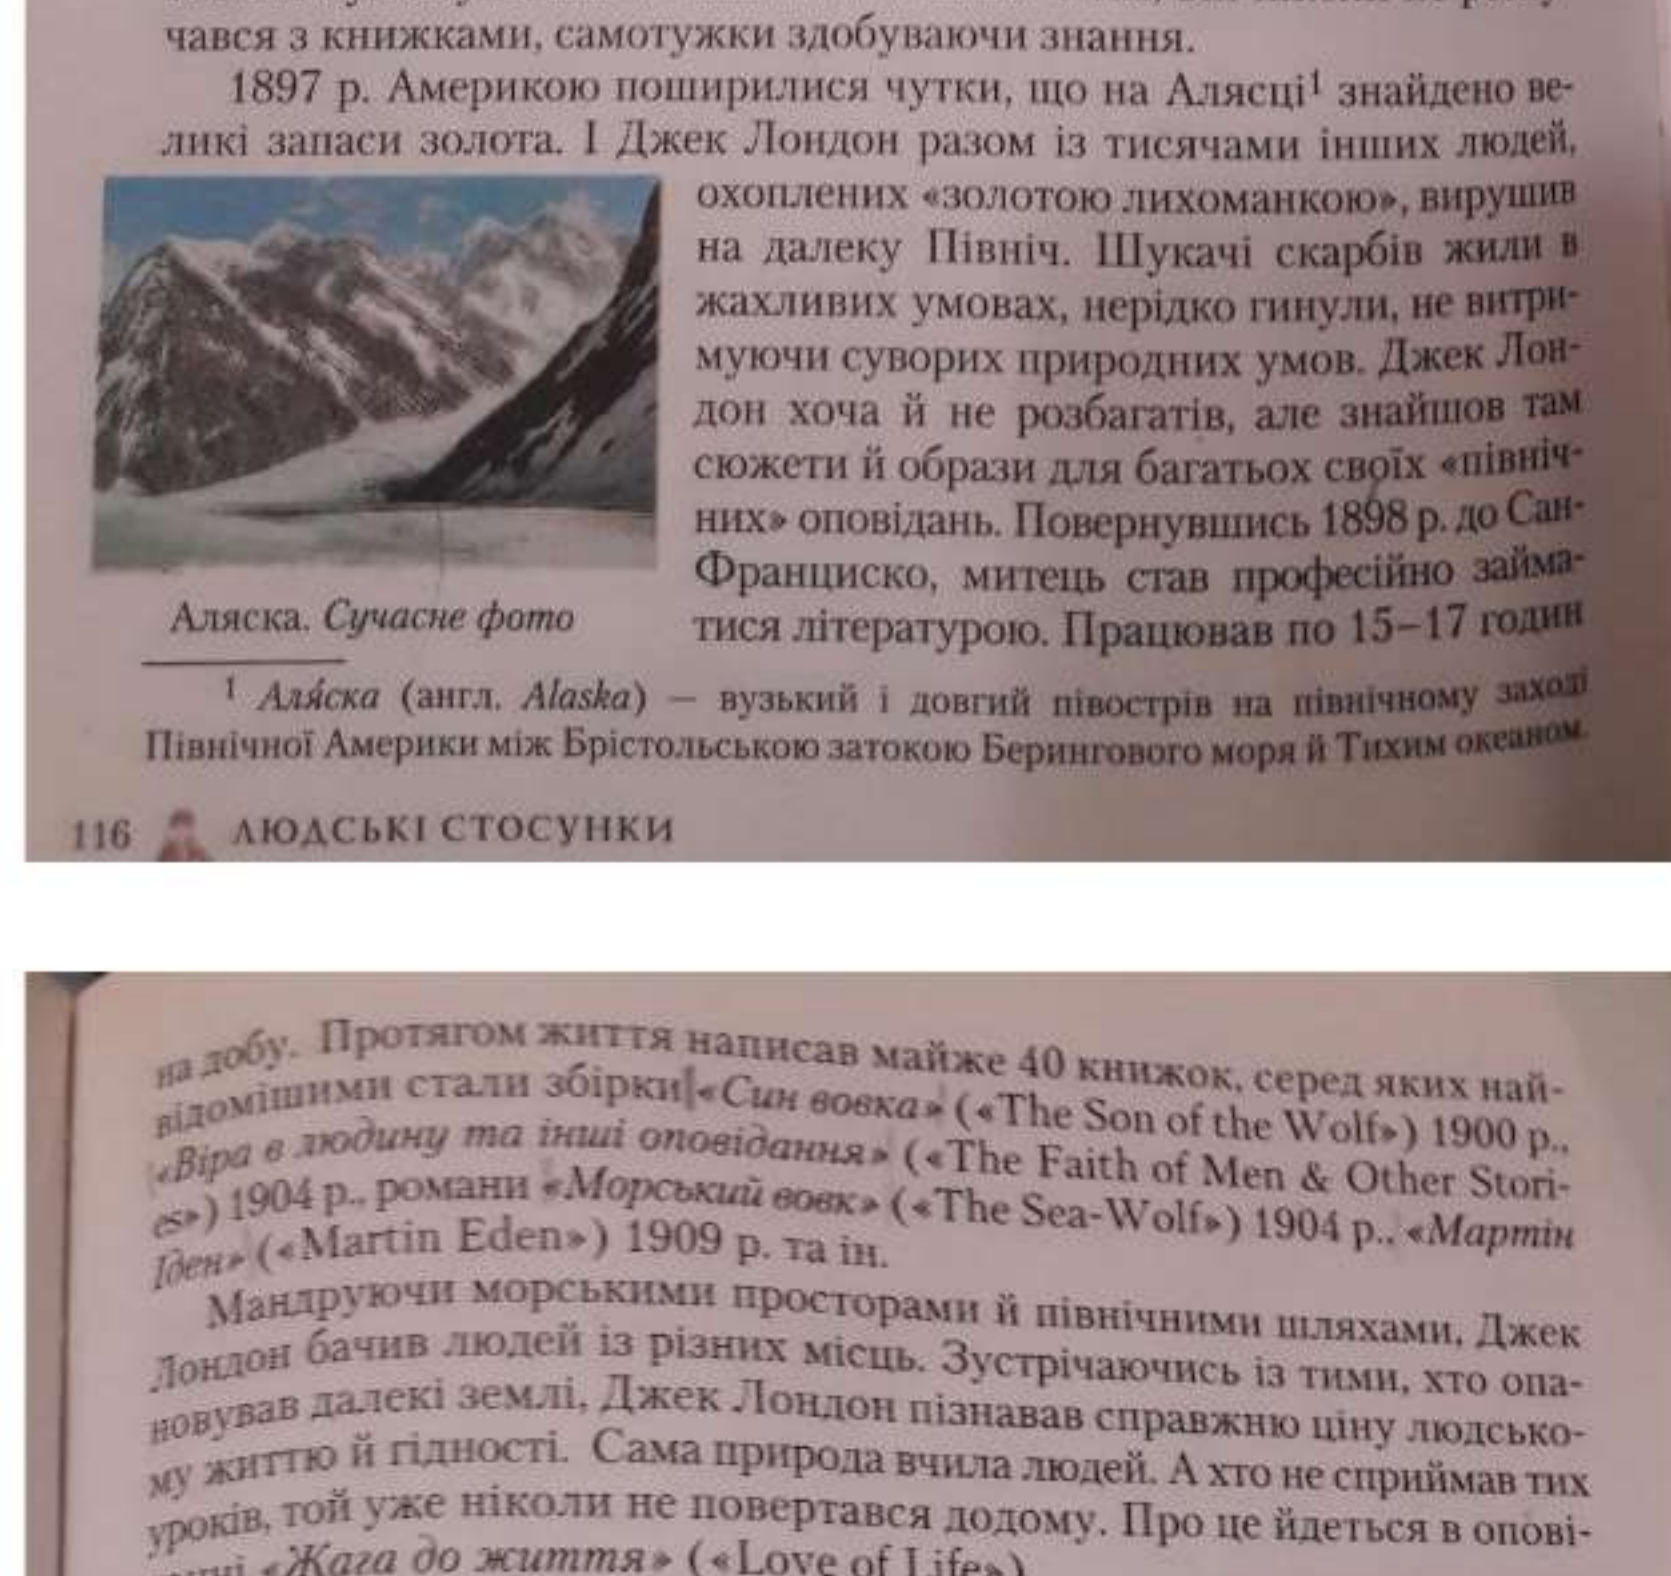 чався з книжками, самотужки здобуваючи знання.
1897 р. Америкою поширилися чутки, що на Алясці¹ знайдено ве-
ликі запаси золота. І Джек Лондон разом із тисячами інших людей,
охоплених «золотою лихоманкою», вирушив
на далеку Північ. Шукачі скарбів жили в
жахливих умовах, нерідко гинули, не витри-
муючи суворих природних умов. Джек Лон-
дон хоча й не розбагатів, але знайшов там
сюжети й образи для багатьох своїх «північ-
них» оповідань. Повернувшись 1898 р. до Сан-
Франциско, митець став професійно займа-
тися літературою. Працював по 15–17 годин
Аляска. Сучасне фото
¹ Аля́ска (англ. Alaska) — вузький і довгий півострів на північному заході
Північної Америки між Брістольською затокою Берингового моря й Тихим океаном.
116 ЛЮДСЬКІ СТОСУНКИ
на добу. Протягом життя написав майже 40 книжок, серед яких най-
відомішими стали збірки «Син вовка» («The Son of the Wolf») 1900 р.,
«Віра в людину та інші оповідання» («The Faith of Men & Other Stori-
es») 1904 р., романи «Морський вовк» («The Sea-Wolf») 1904 р., «Мартін
Іден» («Martin Eden») 1909 р. та ін.
Мандруючи морськими просторами й північними шляхами, Джек
Лондон бачив людей із різних місць. Зустрічаючись із тими, хто опа-
новував далекі землі, Джек Лондон пізнавав справжню ціну людсько-
му життю й гідності. Сама природа вчила людей. А хто не сприймав тих
уроків, той уже ніколи не повертався додому. Про це йдеться в опові-
«Жага до життя» («Love of Life»)